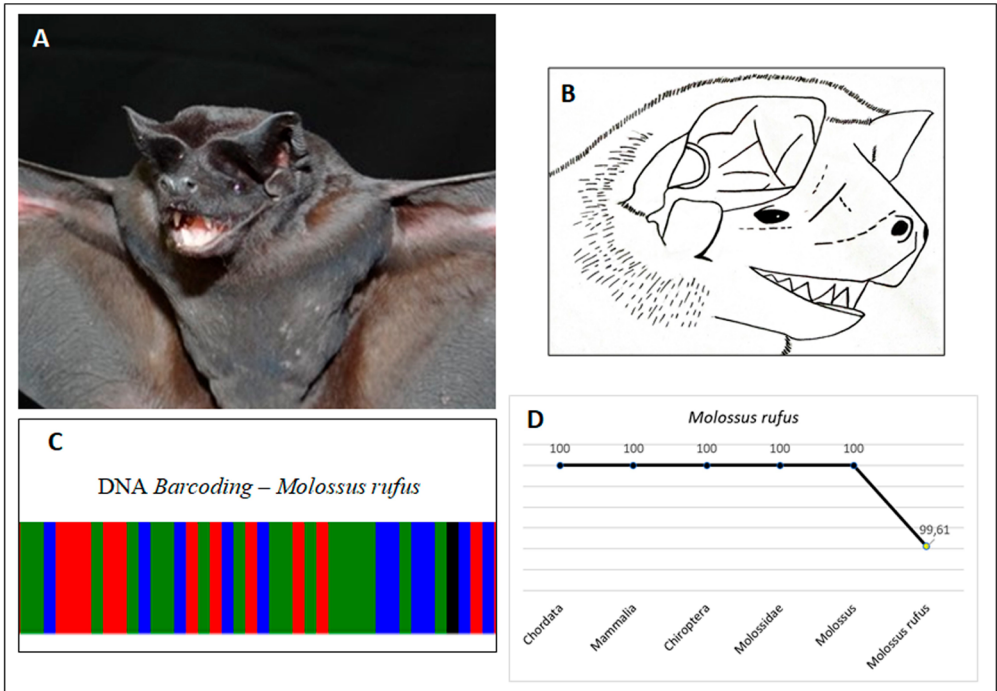 A
B
C
DNA Barcoding – Molossus rufus
D
Molossus rufus
100 100 100 100 100
99,61
Chordata
Mammalia
Chiroptera
Molossidae
Molossus
Molossus rufus